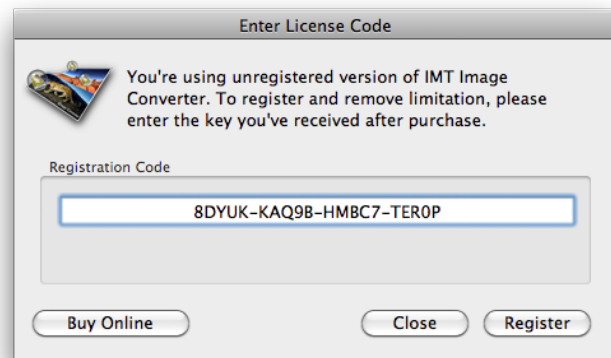 Enter License Code
You're using unregistered version of IMT Image
Converter. To register and remove limitation, please
enter the key you've received after purchase.
Registration Code
8DYUK-KAQ9B-HMBC7-TER0P
Buy Online
Close
Register